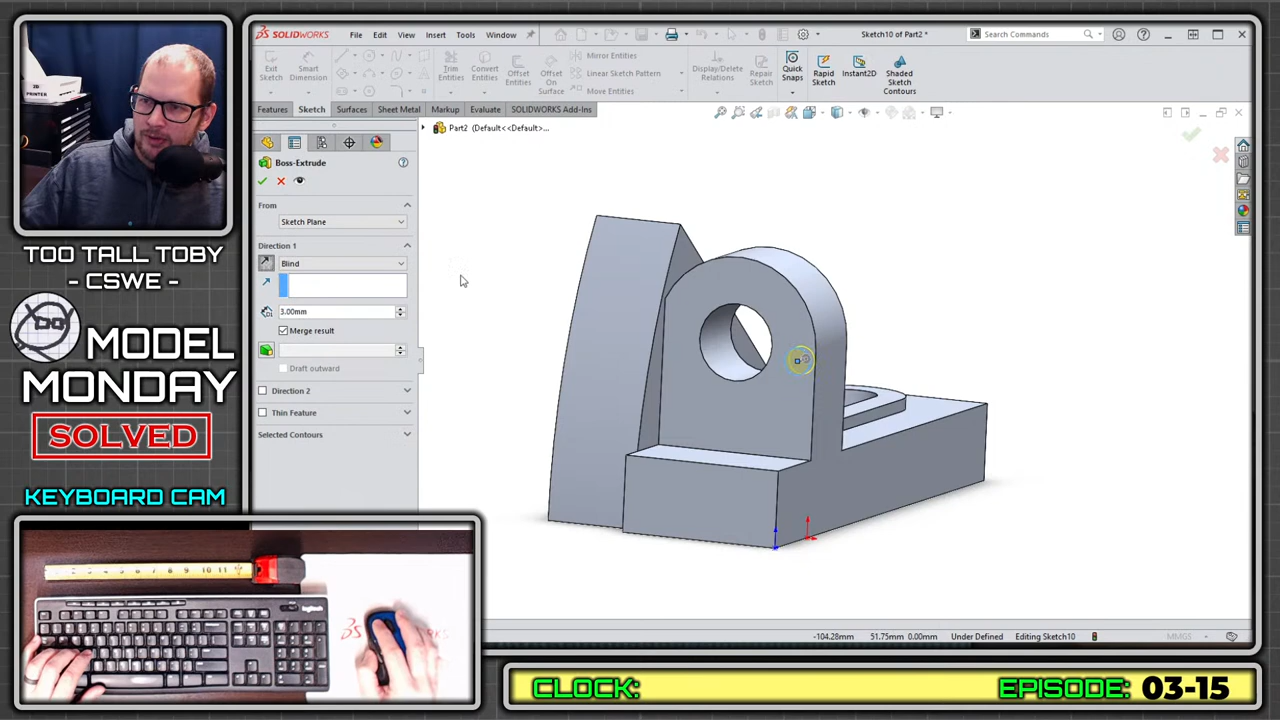 SOLIDWORKS
File
Edit
View
Insert
Tools
Window
Sketch10 of Part2 *
Search Commands
Exit Sketch
Smart Dimension
Trim Entities
Convert Entities
Offset Entities
Offset On Surface
Mirror Entities
Linear Sketch Pattern
Move Entities
Display/Delete Relations
Repair Sketch
Quick Snaps
Rapid Sketch
Instant2D
Shaded Sketch Contours
Features
Sketch
Surfaces
Sheet Metal
Markup
Evaluate
SOLIDWORKS Add-Ins
Part2 (Default<<Default>...
Boss-Extrude
From
Sketch Plane
Direction 1
Blind
3.00mm
Merge result
Draft outward
Direction 2
Thin Feature
Selected Contours
-104.28mm
51.75mm 0.00mm
Under Defined
Editing Sketch10
MMGS
3D PRINTER
TOO TALL TOBY
- CSWE -
MODEL
MONDAY
SOLVED
KEYBOARD CAM
logitech
CLOCK:
EPISODE: 03-15